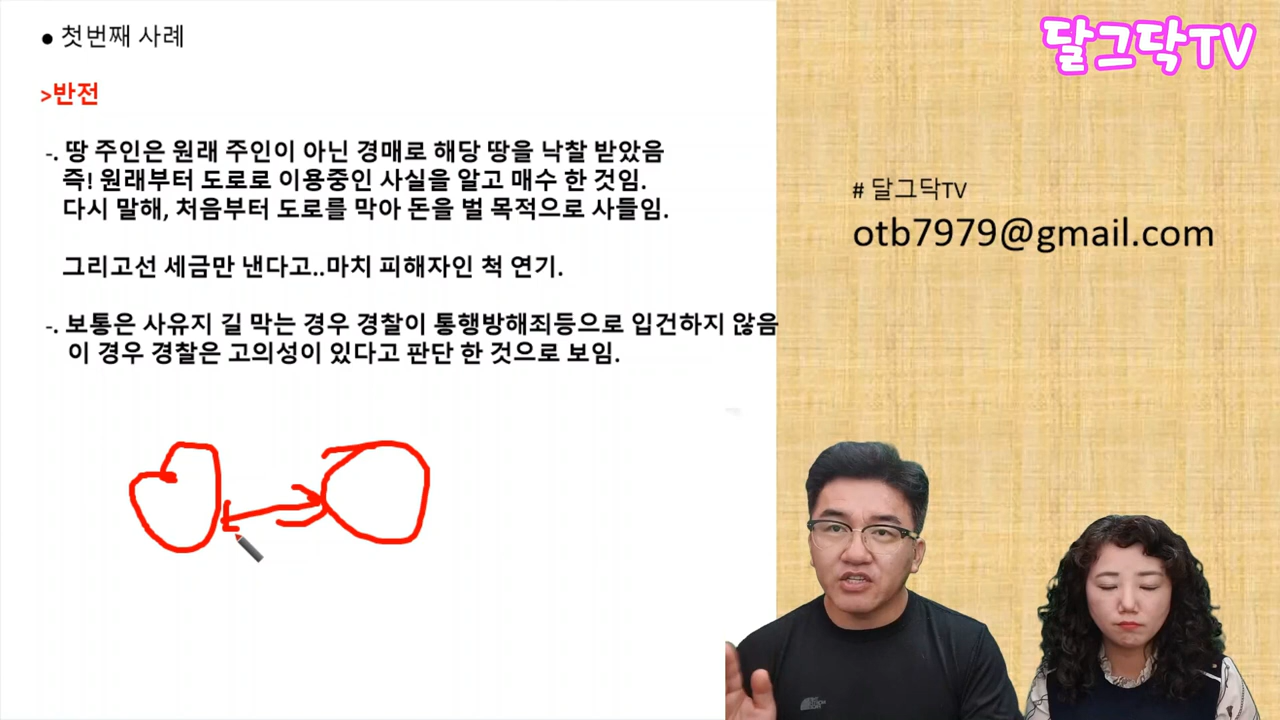 ● 첫번째 사례
>반전
-. 땅 주인은 원래 주인이 아닌 경매로 해당 땅을 낙찰 받았음
즉! 원래부터 도로로 이용중인 사실을 알고 매수 한 것임.
다시 말해, 처음부터 도로를 막아 돈을 벌 목적으로 사들임.
그리고선 세금만 낸다고..마치 피해자인 척 연기.
-. 보통은 사유지 길 막는 경우 경찰이 통행방해죄등으로 입건하지 않음
이 경우 경찰은 고의성이 있다고 판단 한 것으로 보임.
달그닥TV
# 달그닥TV
otb7979@gmail.com